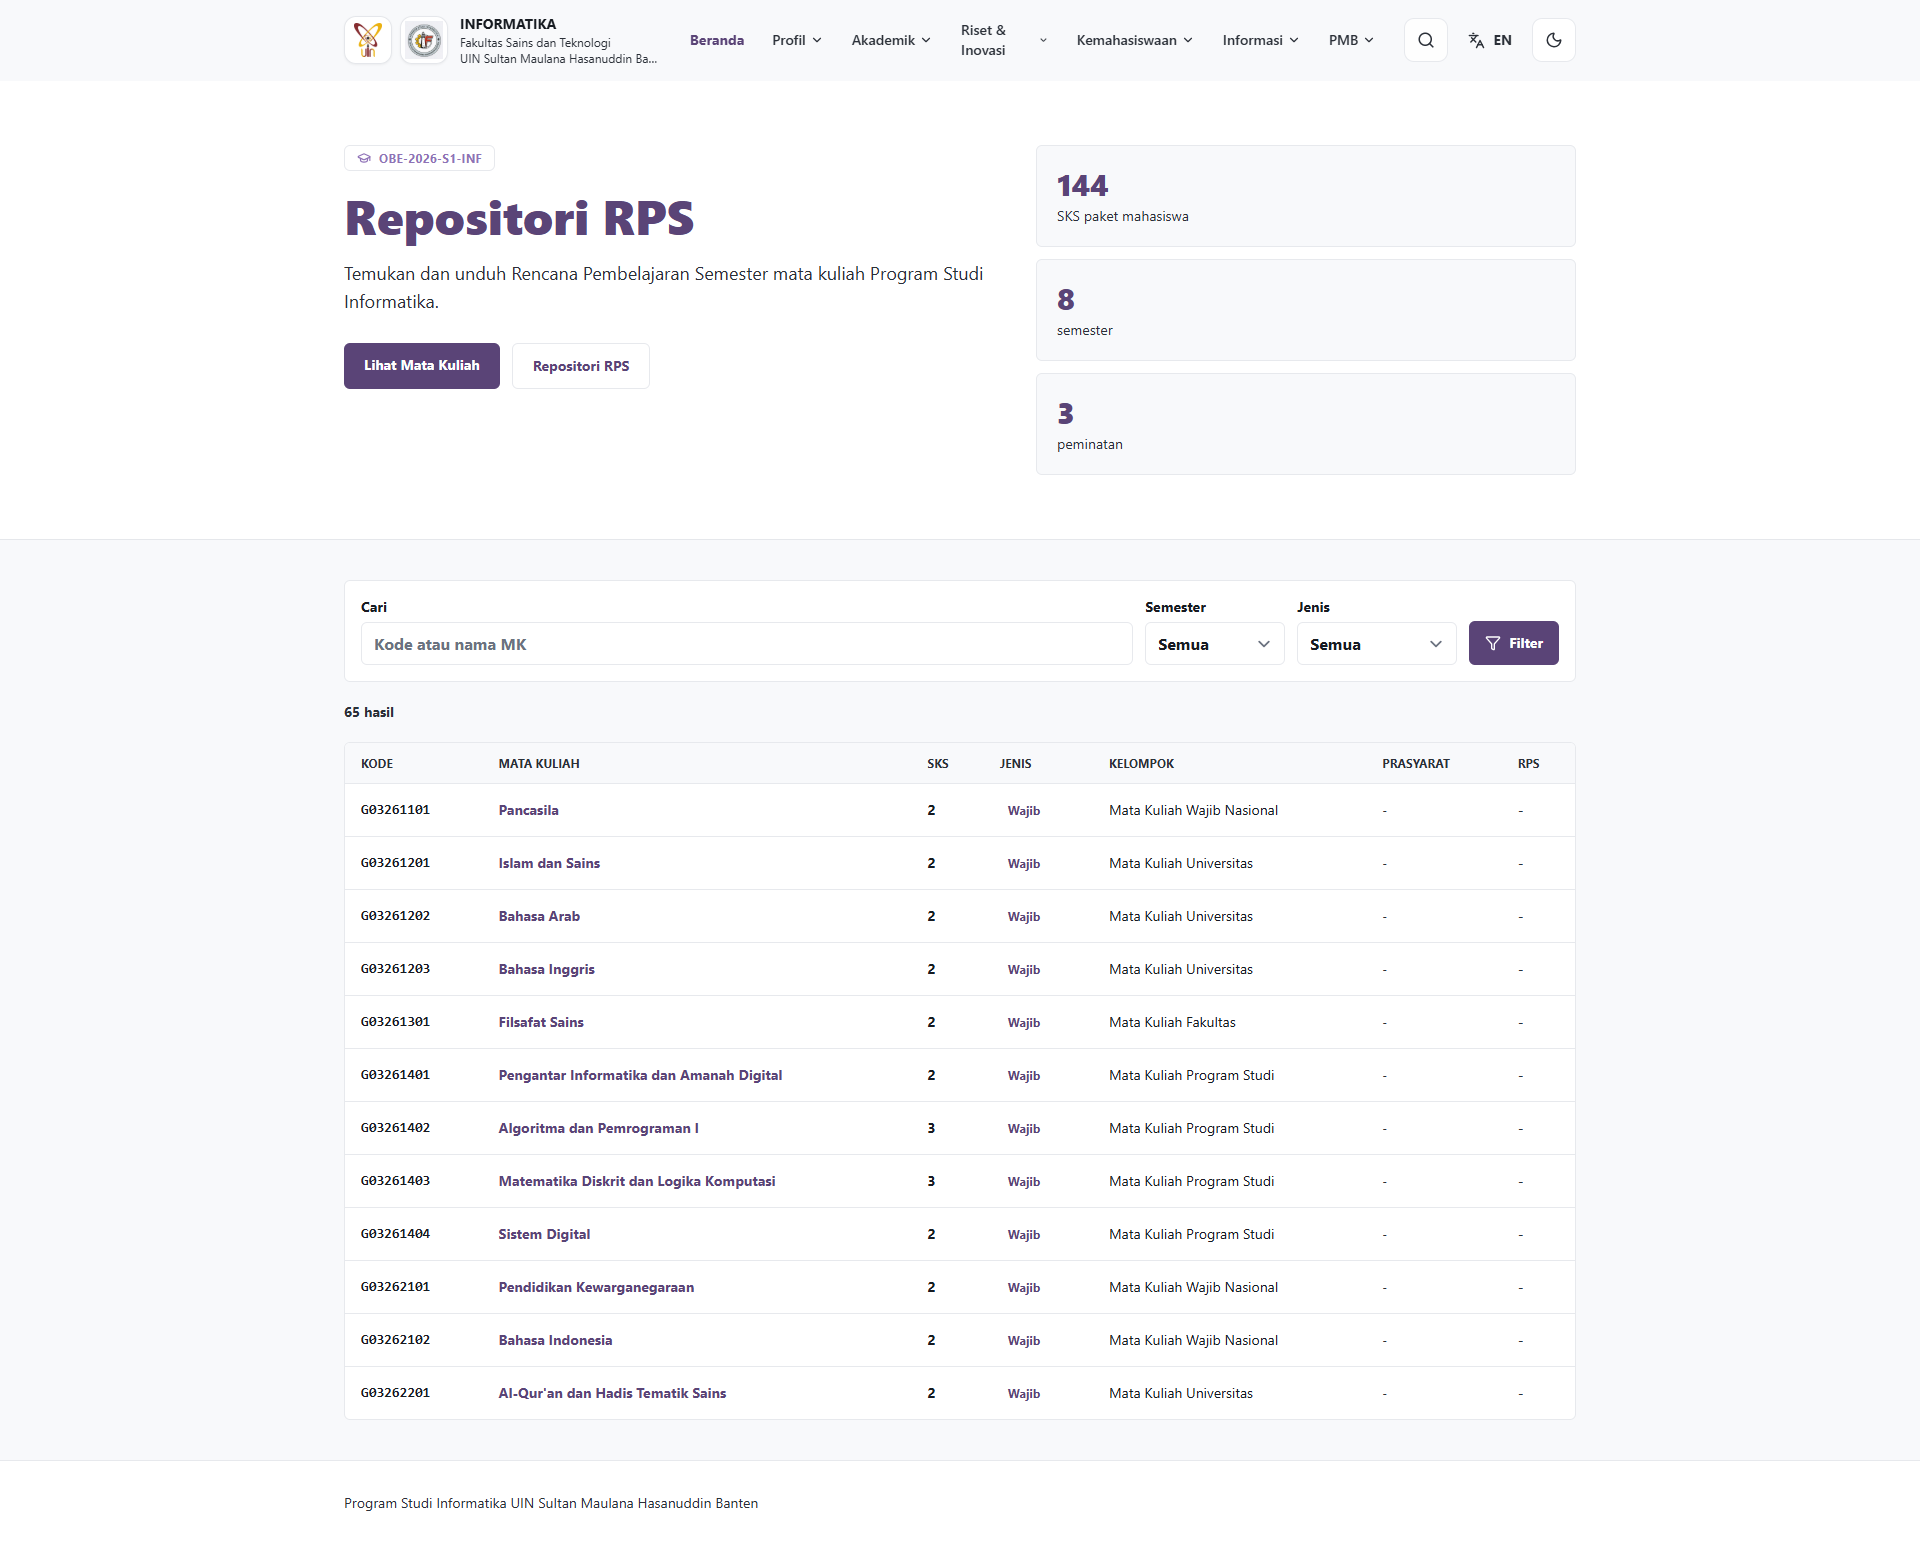 INFORMATIKA
Fakultas Sains dan Teknologi
UIN Sultan Maulana Hasanuddin Ba...
Beranda
Profil
Akademik
Riset &
Inovasi
Kemahasiswaan
Informasi
PMB
EN
OBE-2026-S1-INF
Repositori RPS
Temukan dan unduh Rencana Pembelajaran Semester mata kuliah Program Studi
Informatika.
Lihat Mata Kuliah
Repositori RPS
144
SKS paket mahasiswa
8
semester
3
peminatan
Cari
Kode atau nama MK
Semester
Semua
Jenis
Semua
Filter
65 hasil
KODE MATA KULIAH SKS JENIS KELOMPOK PRASYARAT RPS
G03261101 Pancasila 2 Wajib Mata Kuliah Wajib Nasional - -
G03261201 Islam dan Sains 2 Wajib Mata Kuliah Universitas - -
G03261202 Bahasa Arab 2 Wajib Mata Kuliah Universitas - -
G03261203 Bahasa Inggris 2 Wajib Mata Kuliah Universitas - -
G03261301 Filsafat Sains 2 Wajib Mata Kuliah Fakultas - -
G03261401 Pengantar Informatika dan Amanah Digital 2 Wajib Mata Kuliah Program Studi - -
G03261402 Algoritma dan Pemrograman I 3 Wajib Mata Kuliah Program Studi - -
G03261403 Matematika Diskrit dan Logika Komputasi 3 Wajib Mata Kuliah Program Studi - -
G03261404 Sistem Digital 2 Wajib Mata Kuliah Program Studi - -
G03262101 Pendidikan Kewarganegaraan 2 Wajib Mata Kuliah Wajib Nasional - -
G03262102 Bahasa Indonesia 2 Wajib Mata Kuliah Wajib Nasional - -
G03262201 Al-Qur'an dan Hadis Tematik Sains 2 Wajib Mata Kuliah Universitas - -
Program Studi Informatika UIN Sultan Maulana Hasanuddin Banten